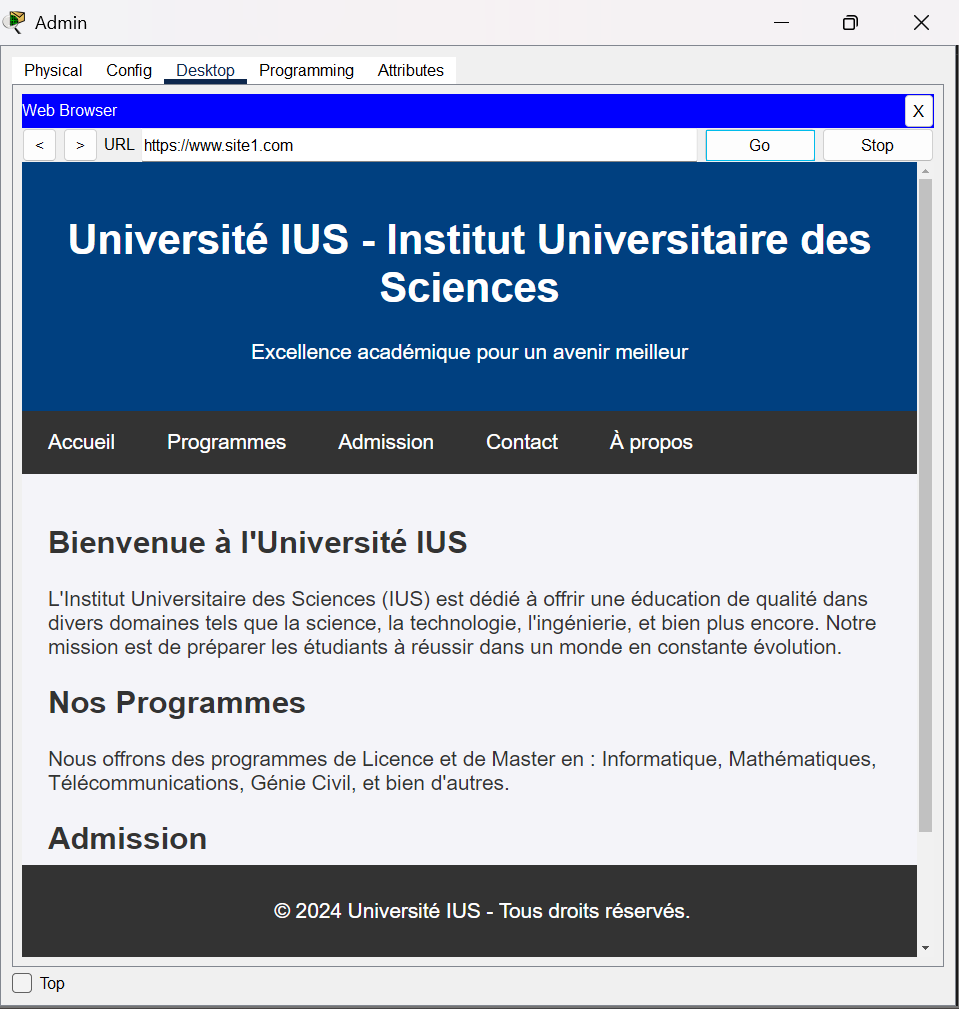 Admin
Physical Config Desktop Programming Attributes
Web Browser X
< > URL https://www.site1.com Go Stop
Université IUS - Institut Universitaire des
Sciences
Excellence académique pour un avenir meilleur
Accueil Programmes Admission Contact À propos
Bienvenue à l'Université IUS
L'Institut Universitaire des Sciences (IUS) est dédié à offrir une éducation de qualité dans
divers domaines tels que la science, la technologie, l'ingénierie, et bien plus encore. Notre
mission est de préparer les étudiants à réussir dans un monde en constante évolution.
Nos Programmes
Nous offrons des programmes de Licence et de Master en : Informatique, Mathématiques,
Télécommunications, Génie Civil, et bien d'autres.
Admission
© 2024 Université IUS - Tous droits réservés.
Top